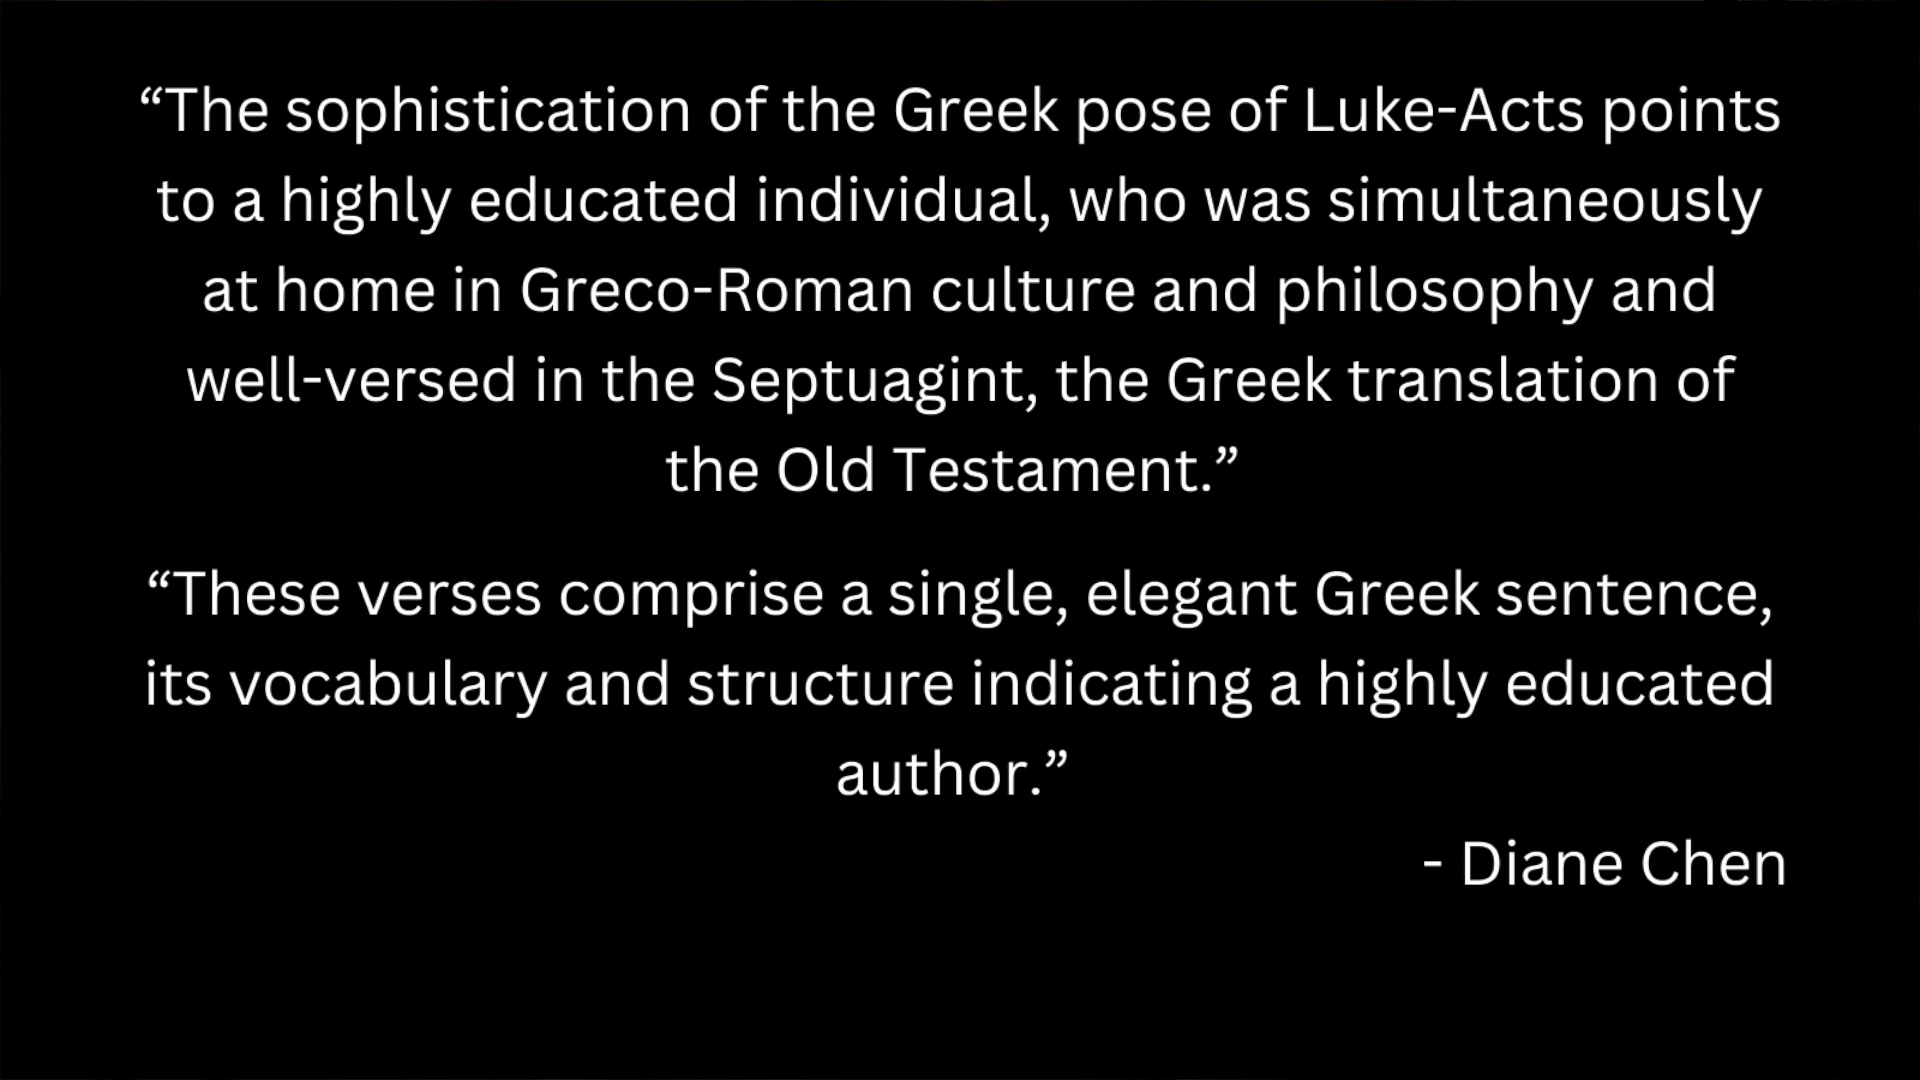 “The sophistication of the Greek pose of Luke-Acts points
to a highly educated individual, who was simultaneously
at home in Greco-Roman culture and philosophy and
well-versed in the Septuagint, the Greek translation of
the Old Testament.”
“These verses comprise a single, elegant Greek sentence,
its vocabulary and structure indicating a highly educated
author.”
- Diane Chen